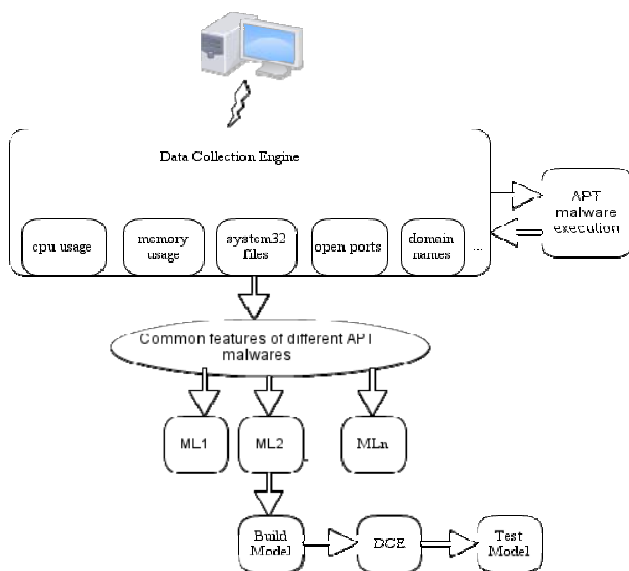 Data Collection Engine
cpu usage
memory
usage
system32
files
open ports
domain
names
...
APT
malware
execution
Common features of different APT
malwares
ML1
ML2
MLn
Build
Model
DCE
Test
Model